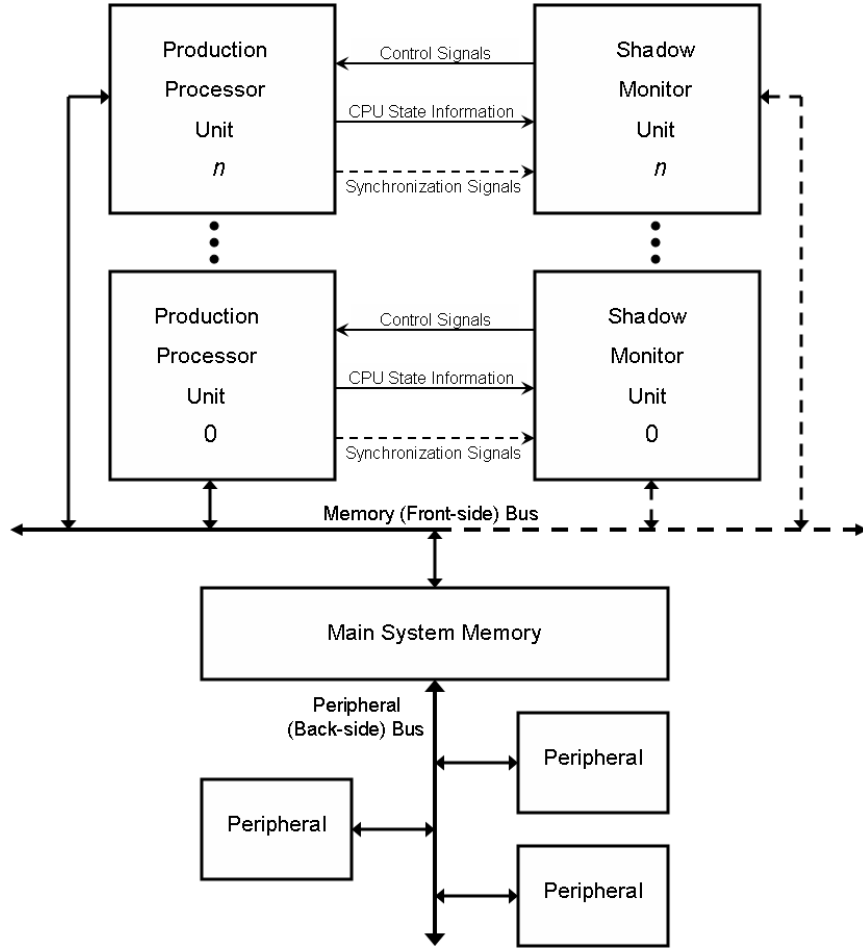 Production
Processor
Unit
n
Control Signals
CPU State Information
Synchronization Signals
Shadow
Monitor
Unit
n
Production
Processor
Unit
0
Control Signals
CPU State Information
Synchronization Signals
Shadow
Monitor
Unit
0
Memory (Front-side) Bus
Main System Memory
Peripheral
(Back-side) Bus
Peripheral
Peripheral
Peripheral